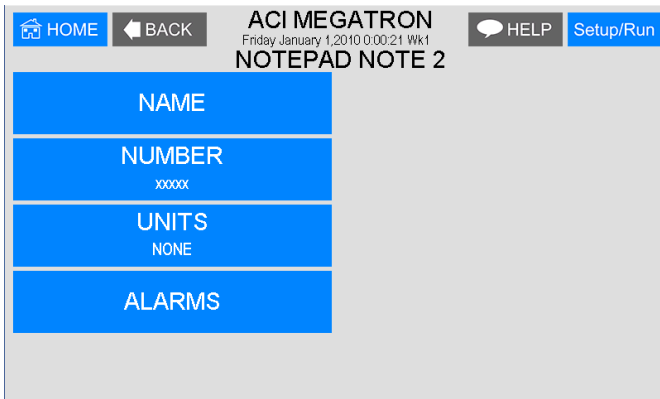 HOME
BACK
ACI MEGATRON
Friday January 1,2010 0:00:21 Wk1
NOTEPAD NOTE 2
HELP
Setup/Run
NAME
NUMBER
xxxxx
UNITS
NONE
ALARMS